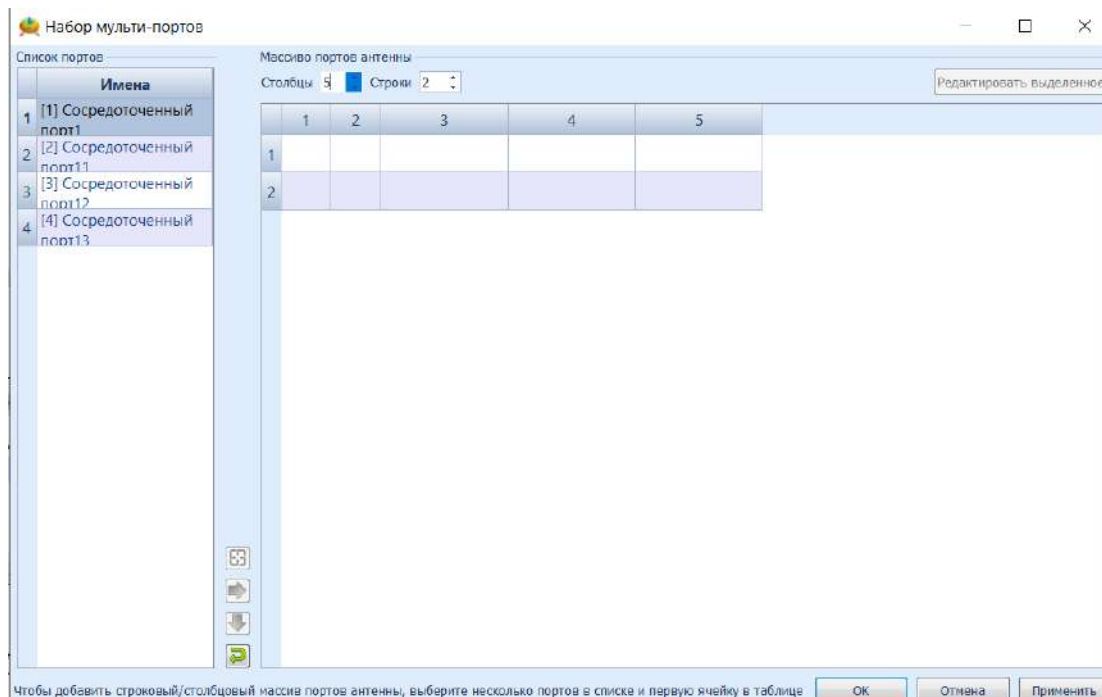 Набор мульти-портов
Список портов
Массиво портов антенны
Столбцы 5 Строки 2
Редактировать выделенное
Имена
1 [1] Сосредоточенный
порт1
2 [2] Сосредоточенный
порт11
3 [3] Сосредоточенный
порт12
4 [4] Сосредоточенный
порт13
1 2 3 4 5
1
2
Чтобы добавить строковый/столбцовый массив портов антенны, выберите несколько портов в списке и первую ячейку в таблице
ОК Отмена Применить